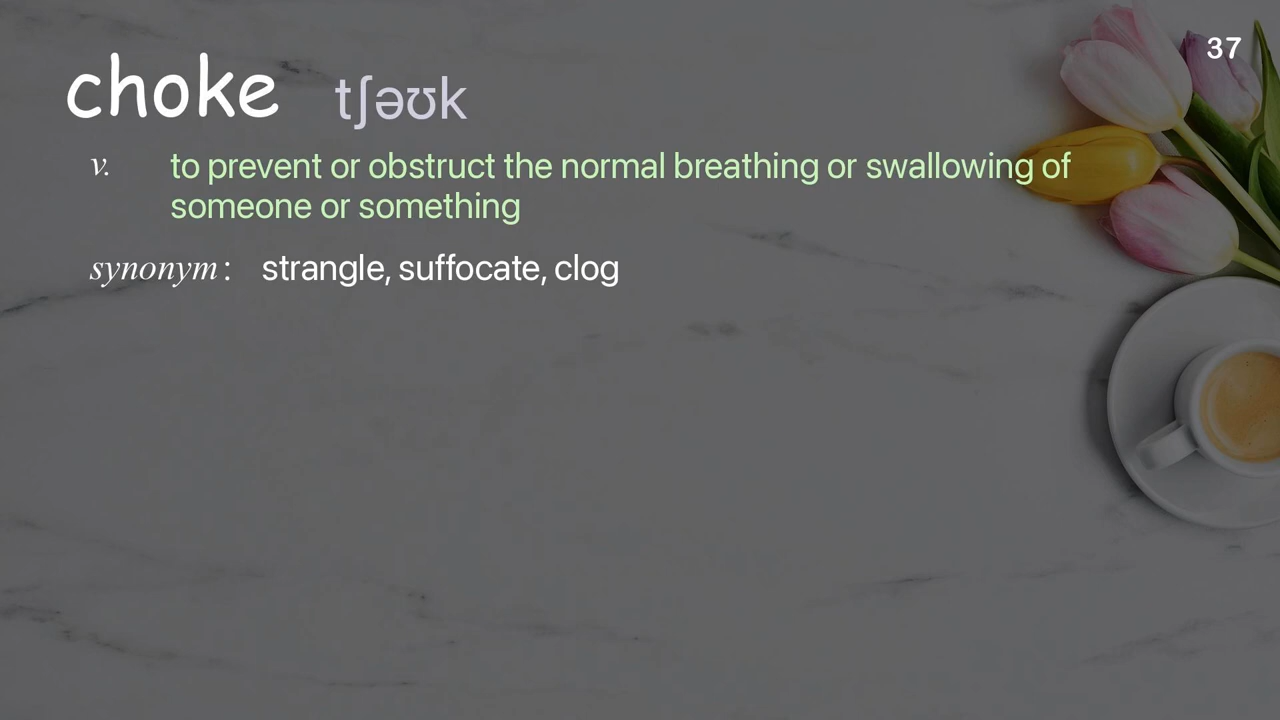 37
choke tʃəʊk
v. to prevent or obstruct the normal breathing or swallowing of
someone or something
synonym : strangle, suffocate, clog